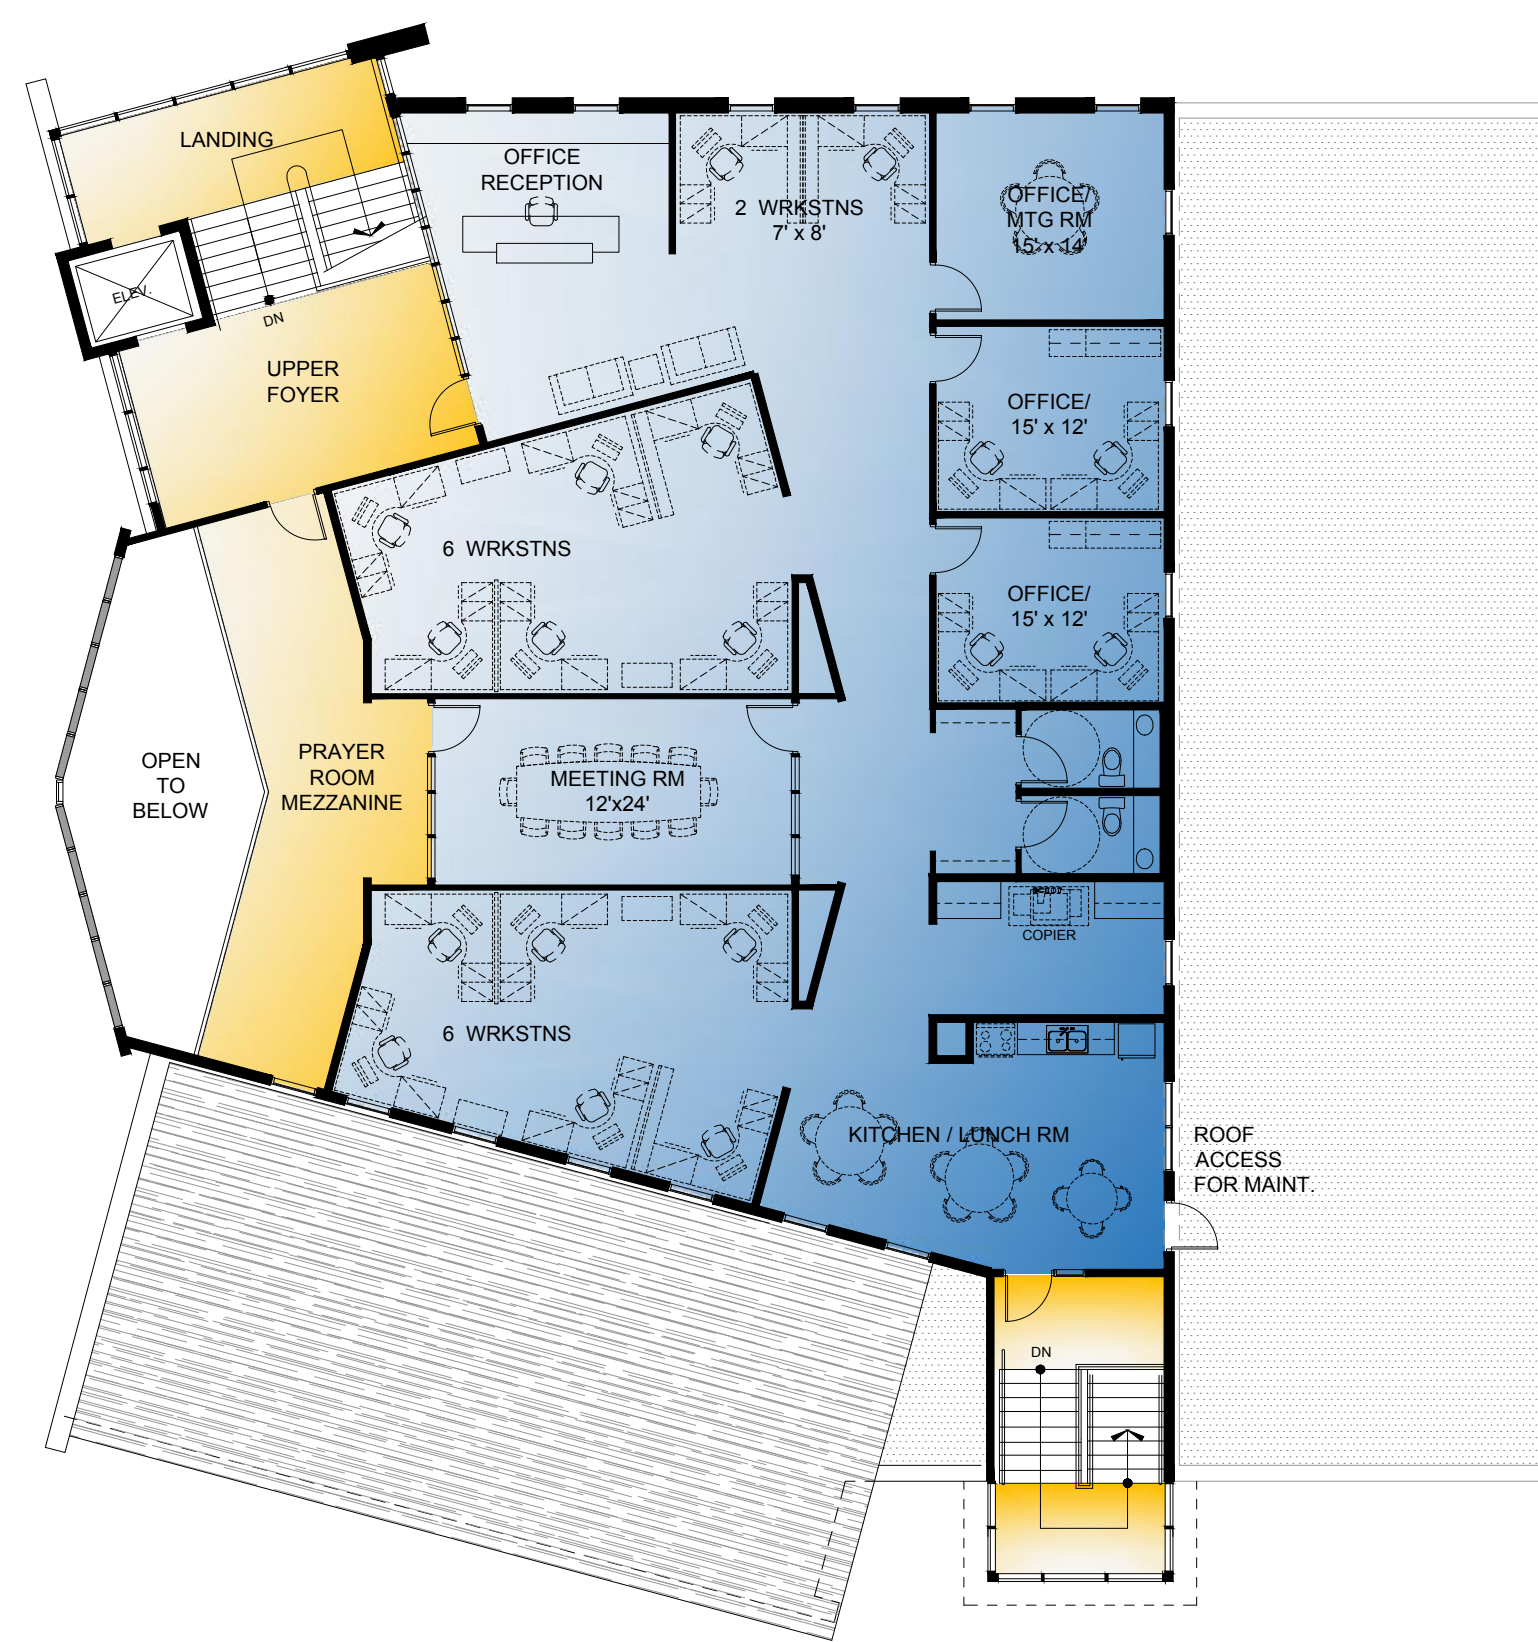 LANDING
OFFICE
RECEPTION
2 WRKSTNS
7' x 8'
OFFICE/
MTG RM
15' x 14'
ELEV.
DN
UPPER
FOYER
OFFICE/
15' x 12'
6 WRKSTNS
OFFICE/
15' x 12'
OPEN
TO
BELOW
PRAYER
ROOM
MEZZANINE
MEETING RM
12'x24'
COPIER
6 WRKSTNS
KITCHEN / LUNCH RM
ROOF
ACCESS
FOR MAINT.
DN